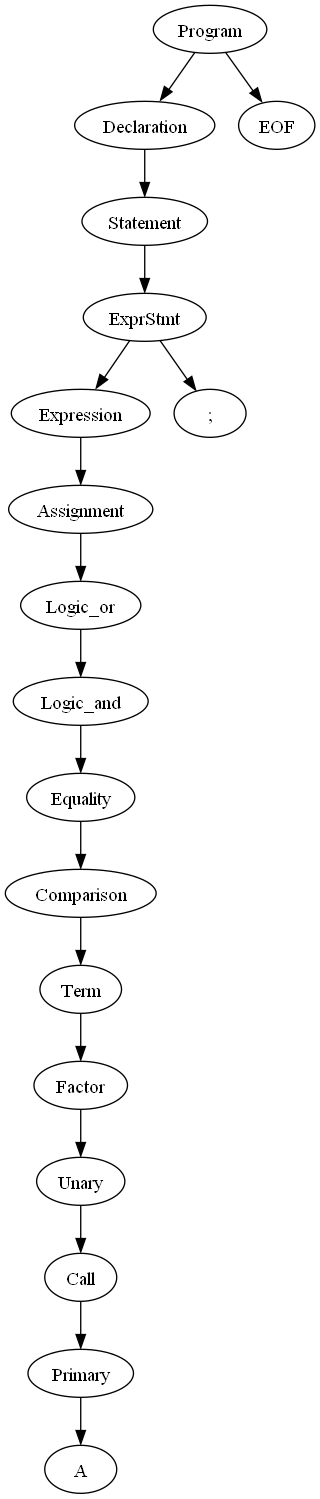 Program
Declaration
EOF
Statement
ExprStmt
Expression
;
Assignment
Logic_or
Logic_and
Equality
Comparison
Term
Factor
Unary
Call
Primary
A